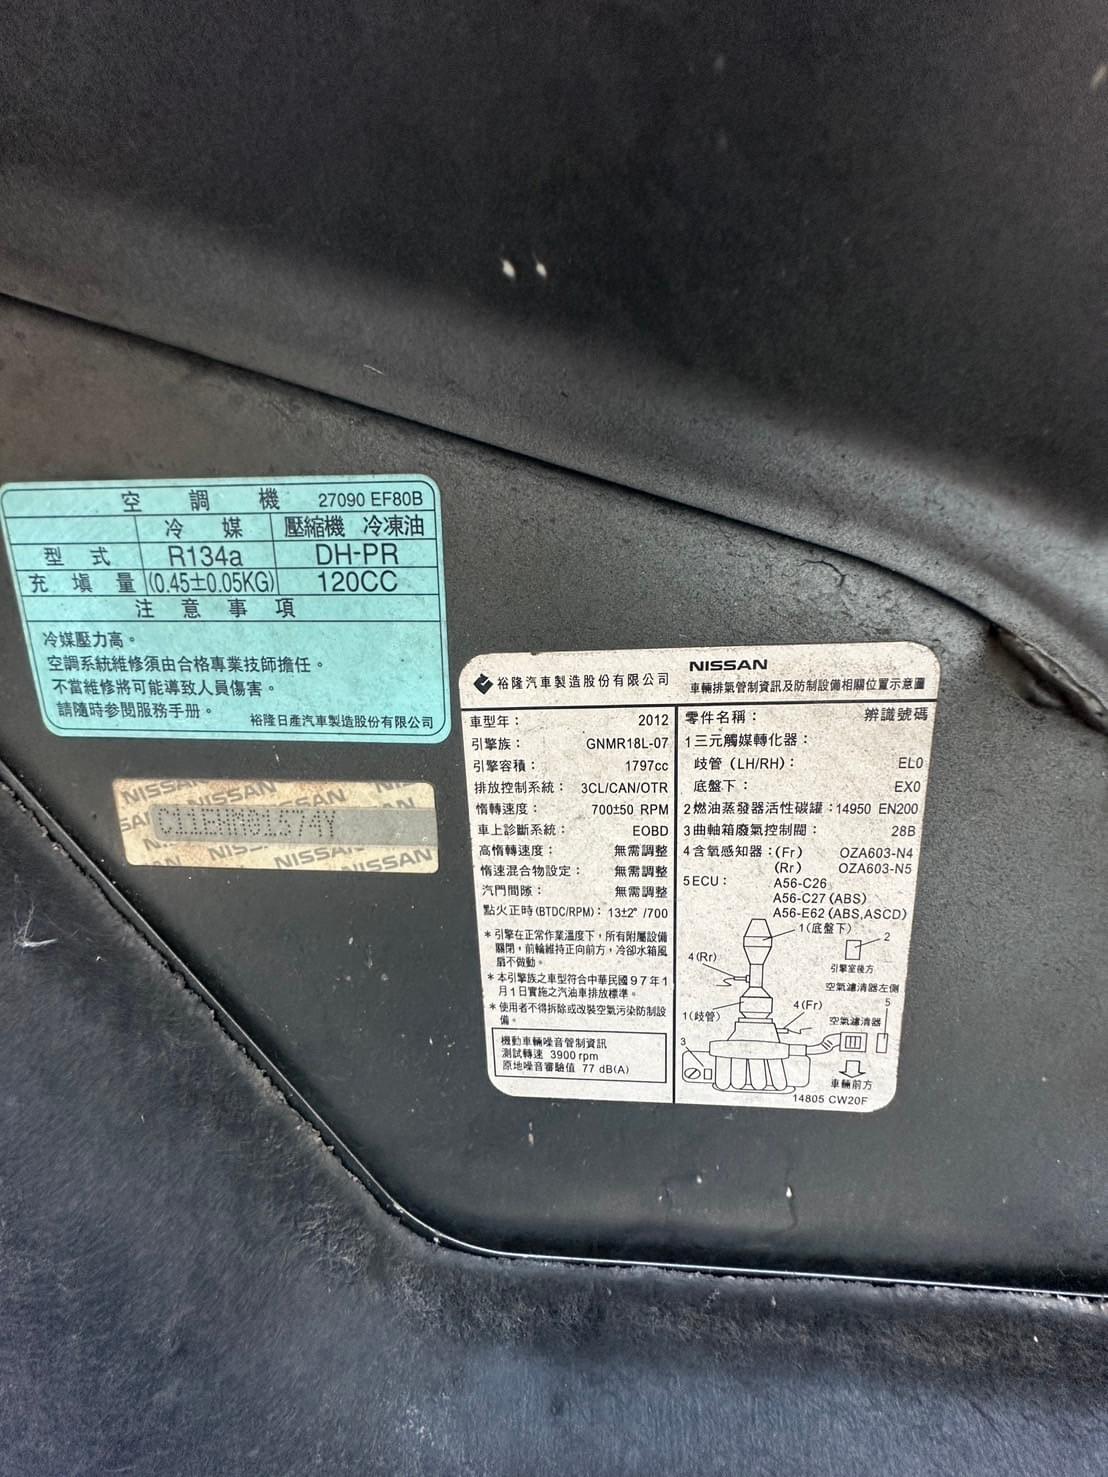 空調機 27090 EF80B
冷媒 壓縮機 冷凍油
型式 R134a DH-PR
充填量 (0.45±0.05KG) 120CC
注意事項
冷媒壓力高。
空調系統維修須由合格專業技師擔任。
不當維修將可能導致人員傷害。
請隨時參閱服務手册。
裕隆日產汽車製造股份有限公司
NISSAN NISSAN
NISSAN NISSAN
裕隆汽車製造股份有限公司
NISSAN
車輛排氣管制資訊及防制設備相關位置示意圖
車型年： 2012
引擎族： GNMR18L-07
引擎容積： 1797cc
排放控制系統： 3CL/CAN/OTR
惰轉速度： 700±50 RPM
車上診斷系統： EOBD
高惰轉速度： 無需調整
惰速混合物設定： 無需調整
汽門間隙： 無需調整
點火正時(BTDC/RPM)：13±2°/700
＊引擎在正常作業溫度下，所有附屬設備
關閉，前輪維持正向前方，冷卻水箱風
扇不做動。
＊本引擎族之車型符合中華民國97年1
月1日實施之汽油車排放標準。
＊使用者不得拆除或改裝空氣污染防制設
備。
機動車輛噪音管制資訊
測試轉速 3900 rpm
原地噪音審驗值 77 dB(A)
零件名稱： 辨識號碼
1三元觸媒轉化器：
歧管（LH/RH）： EL0
底盤下： EX0
2燃油蒸發器活性碳罐：14950 EN200
3曲軸箱廢氣控制閥： 28B
4含氧感知器：(Fr) OZA603-N4
(Rr) OZA603-N5
5ECU： A56-C26
A56-C27(ABS)
A56-E62(ABS,ASCD)
1(底盤下)
2
引擎室後方
4(Rr)
空氣濾清器左側
5
4(Fr)
1(歧管)
空氣濾清器
3
車輛前方
14805 CW20F